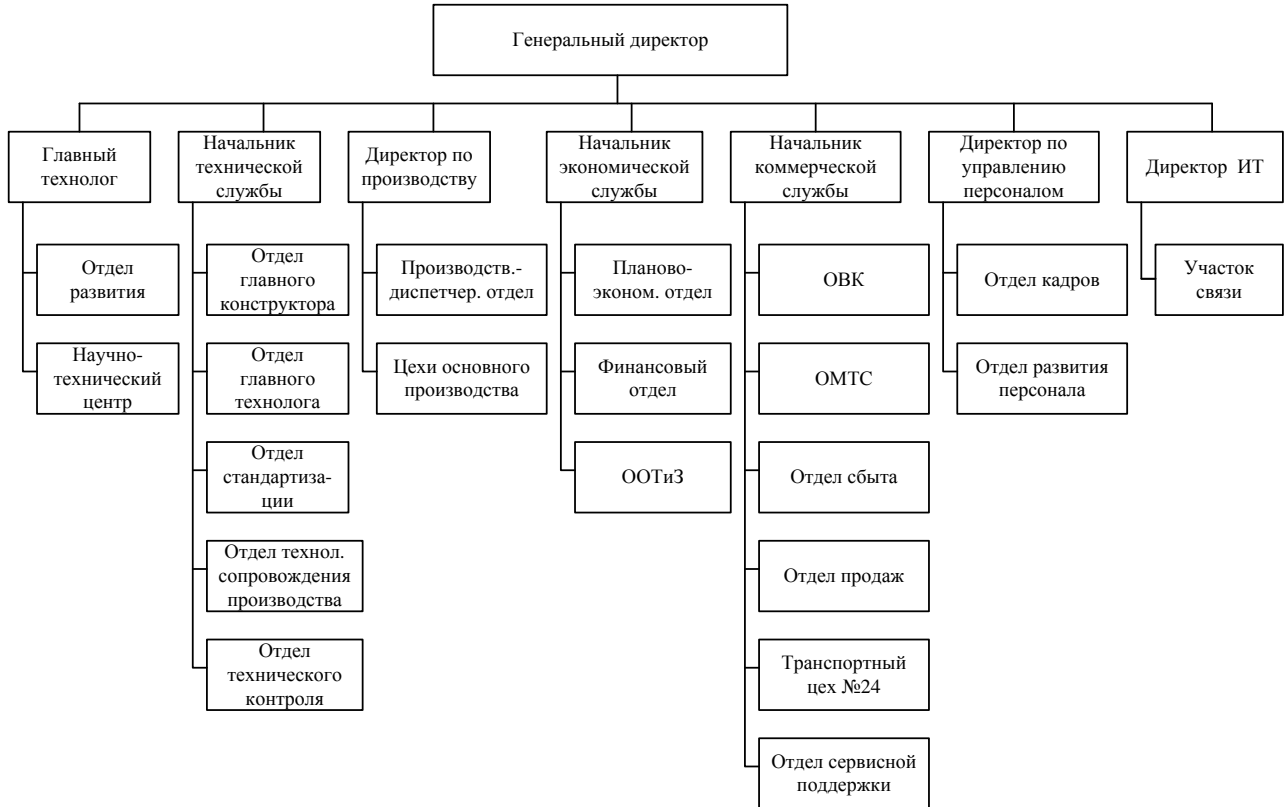 Генеральный директор
Главный
технолог
Начальник
технической
службы
Директор по
производству
Начальник
экономической
службы
Начальник
коммерческой
службы
Директор по
управлению
персоналом
Директор ИТ
Отдел
развития
Научно-
технический
центр
Отдел
главного
конструктора
Отдел
главного
технолога
Отдел
стандартиза-
ции
Отдел технол.
сопровождения
производства
Отдел
технического
контроля
Производств.-
диспетчер. отдел
Цехи основного
производства
Планово-
эконом. отдел
Финансовый
отдел
ООТиЗ
ОВК
ОМТС
Отдел сбыта
Отдел продаж
Транспортный
цех №24
Отдел сервисной
поддержки
Отдел кадров
Отдел развития
персонала
Участок
связи